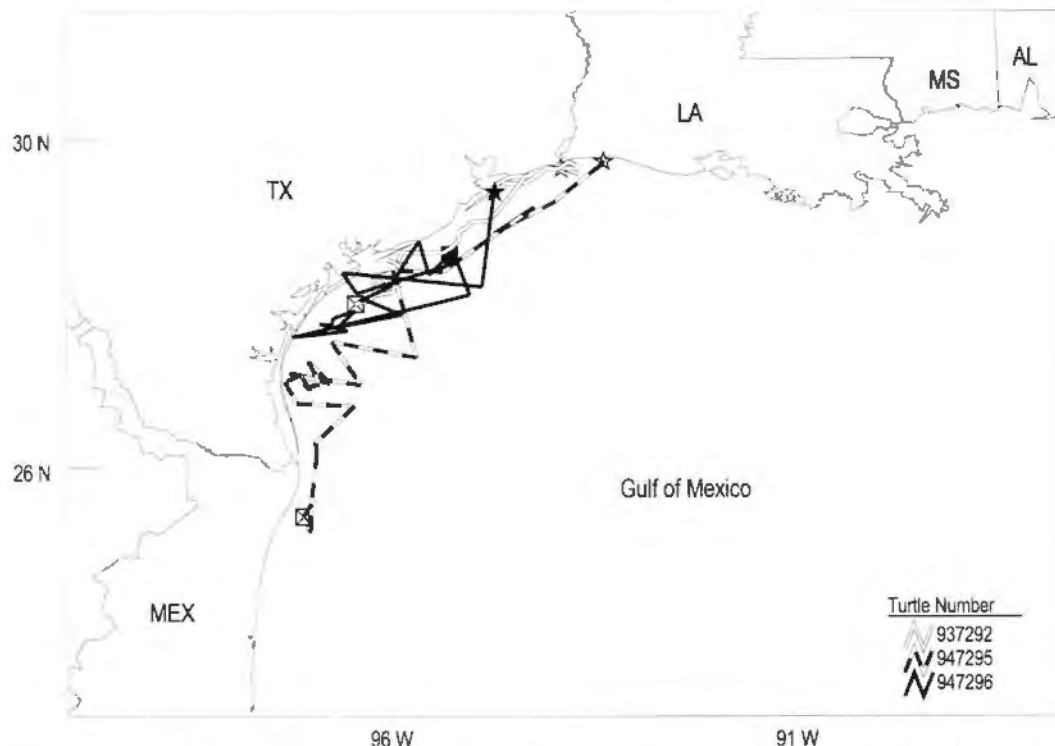 AL
MS
LA
30 N
TX
26 N
Gulf of Mexico
MEX
Turtle Number
937292
947295
947296
96 W
91 W